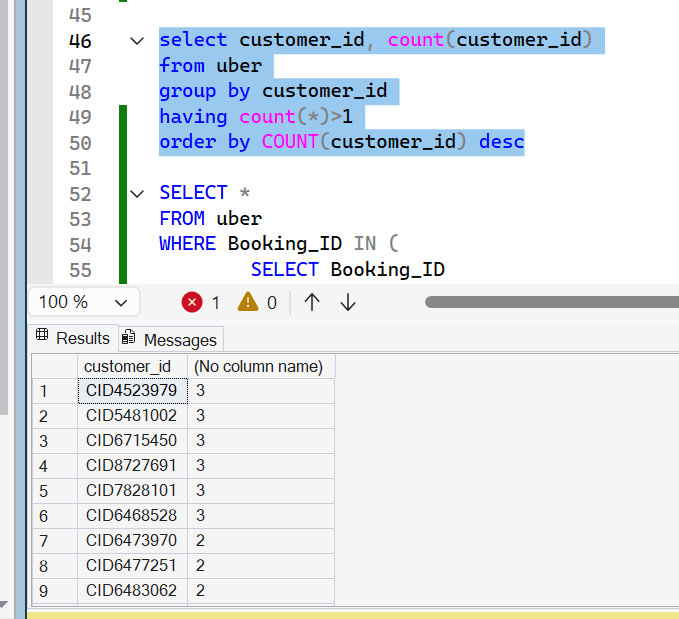 45
46 select customer_id, count(customer_id)
47 from uber
48 group by customer_id
49 having count(*)>1
50 order by COUNT(customer_id) desc
51
52 SELECT *
53 FROM uber
54 WHERE Booking_ID IN (
55 SELECT Booking_ID
100 % 1 0
Results Messages
customer_id (No column name)
1 CID4523979 3
2 CID5481002 3
3 CID6715450 3
4 CID8727691 3
5 CID7828101 3
6 CID6468528 3
7 CID6473970 2
8 CID6477251 2
9 CID6483062 2